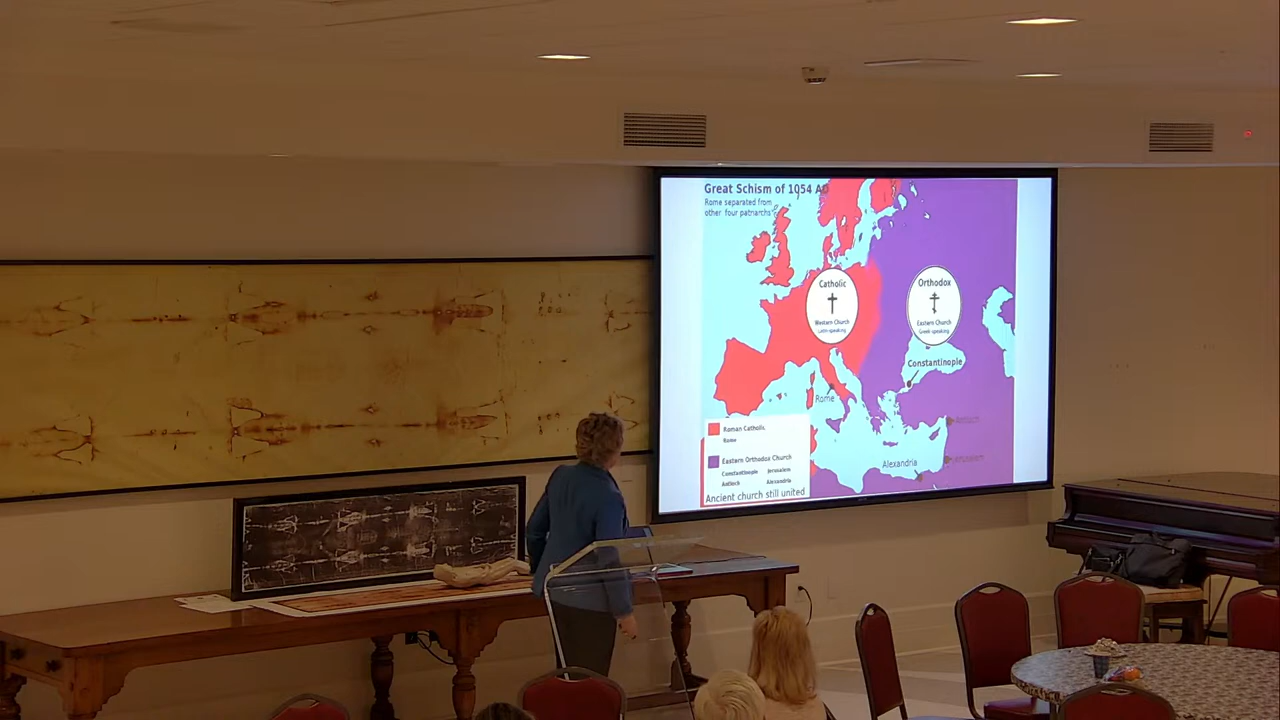 Great Schism of 1054 AD
Rome separated from
other four patriarchs
Catholic
Western Church
Latin-speaking
Orthodox
Eastern Church
Greek speaking
Constantinople
Rome
Antioch
Jerusalem
Alexandria
Roman Catholic
Rome
Eastern Orthodox Church
Constantinople Jerusalem
Antioch Alexandria
Ancient church still united